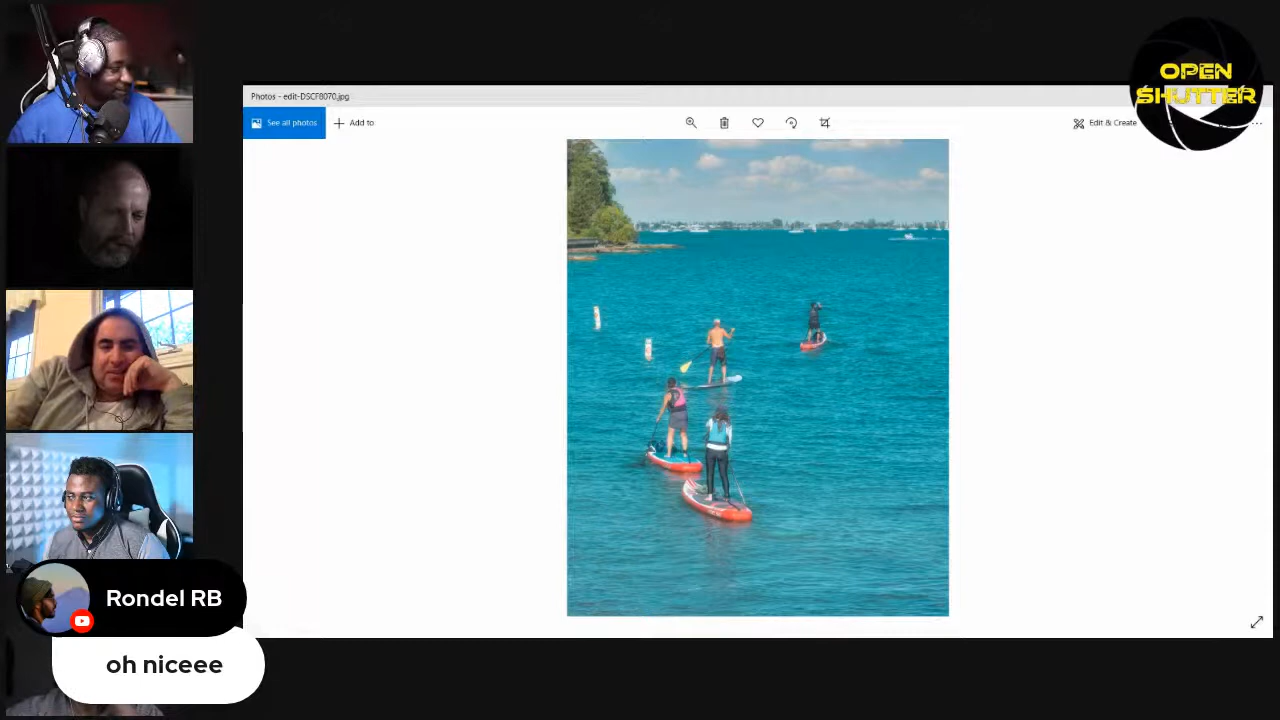 OPEN
SHUTTER
Photos - edit-DSCF8070.jpg
See all photos
Add to
Edit & Create
Rondel RB
oh niceee